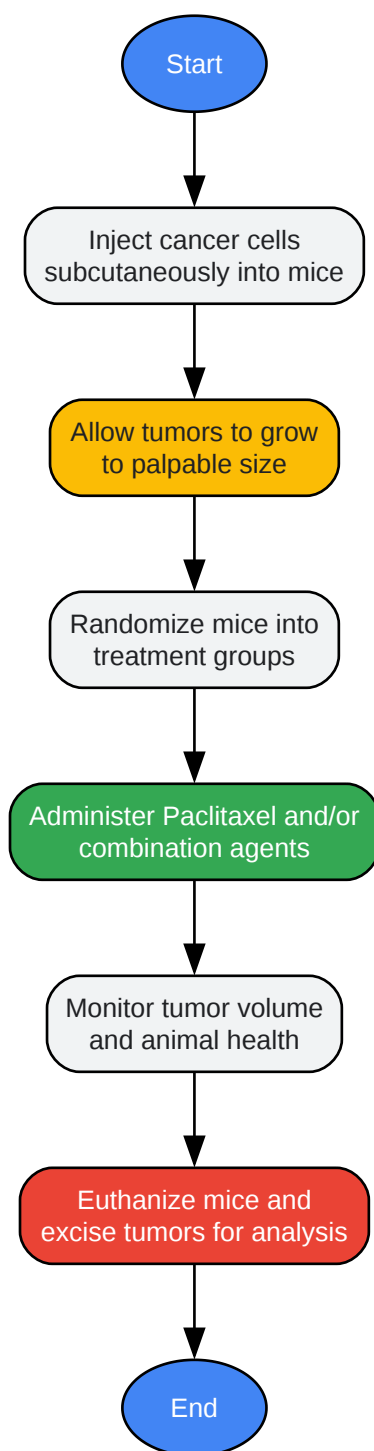 Start
Inject cancer cells
subcutaneously into mice
Allow tumors to grow
to palpable size
Randomize mice into
treatment groups
Administer Paclitaxel and/or
combination agents
Monitor tumor volume
and animal health
Euthanize mice and
excise tumors for analysis
End